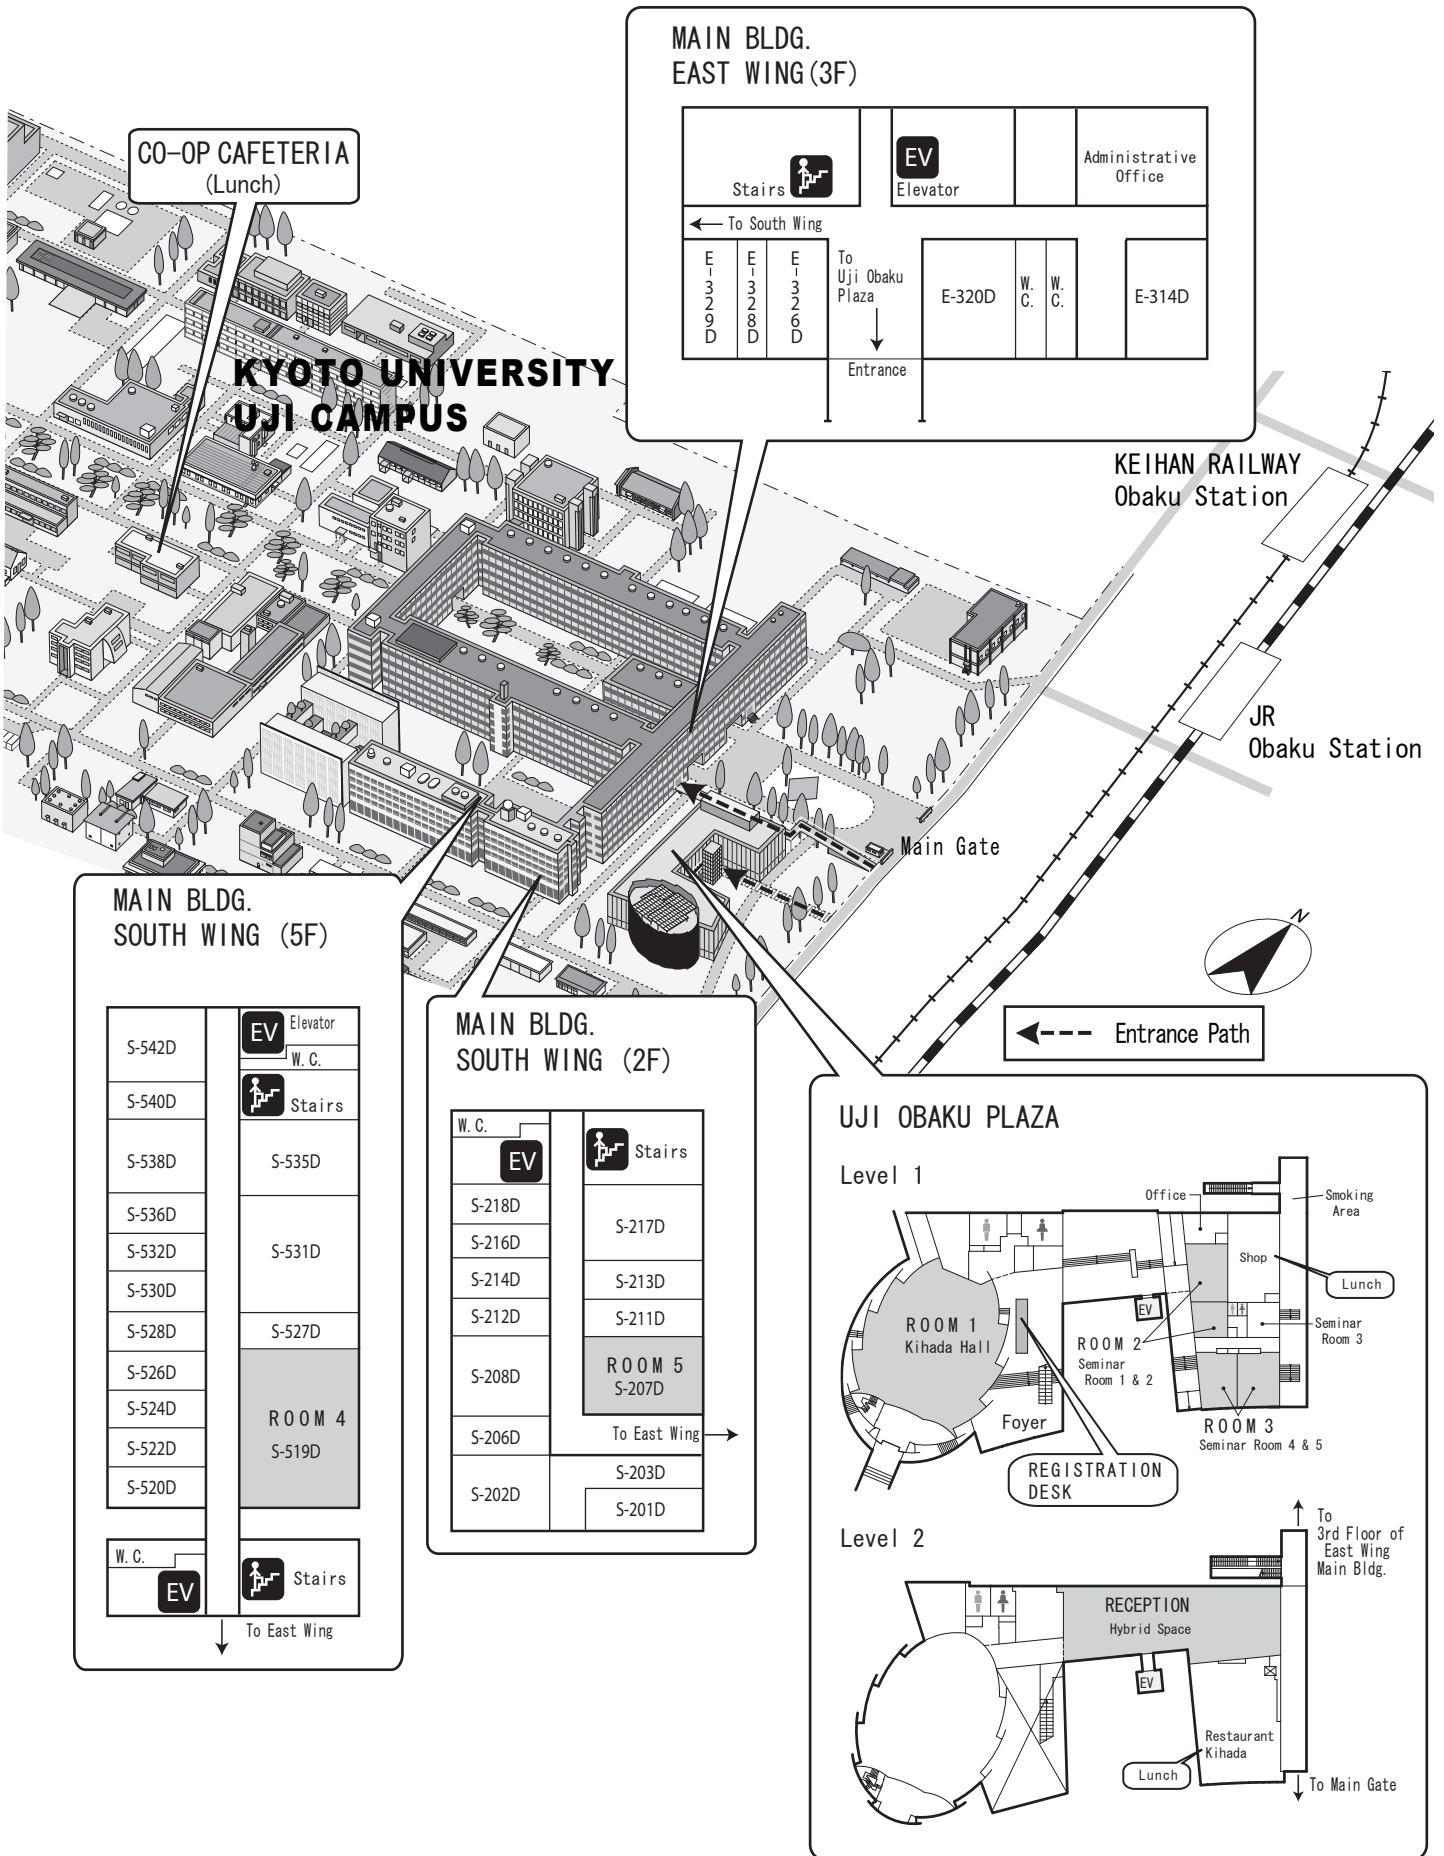 MAIN BLDG.
EAST WING(3F)
Stairs
EV
Elevator
Administrative
Office
To South Wing
E-329D
E-328D
E-326D
To
Uji Obaku
Plaza
E-320D
W.C.
W.C.
E-314D
Entrance
CO-OP CAFETERIA
(Lunch)
KYOTO UNIVERSITY
UJI CAMPUS
KEIHAN RAILWAY
Obaku Station
JR
Obaku Station
Main Gate
N
Entrance Path
MAIN BLDG.
SOUTH WING (5F)
S-542D
EV
Elevator
W.C.
S-540D
Stairs
S-538D
S-535D
S-536D
S-532D
S-531D
S-530D
S-528D
S-527D
S-526D
S-524D
ROOM 4
S-522D
S-519D
S-520D
W.C.
EV
Stairs
To East Wing
MAIN BLDG.
SOUTH WING (2F)
W.C.
EV
Stairs
S-218D
S-217D
S-216D
S-214D
S-213D
S-212D
S-211D
S-208D
ROOM 5
S-207D
S-206D
To East Wing
S-203D
S-202D
S-201D
UJI OBAKU PLAZA
Level 1
Office
Smoking
Area
Shop
Lunch
EV
ROOM 1
Kihada Hall
ROOM 2
Seminar
Room 1 & 2
Seminar
Room 3
Foyer
ROOM 3
Seminar Room 4 & 5
REGISTRATION
DESK
Level 2
To
3rd Floor of
East Wing
Main Bldg.
RECEPTION
Hybrid Space
EV
Restaurant
Kihada
Lunch
To Main Gate